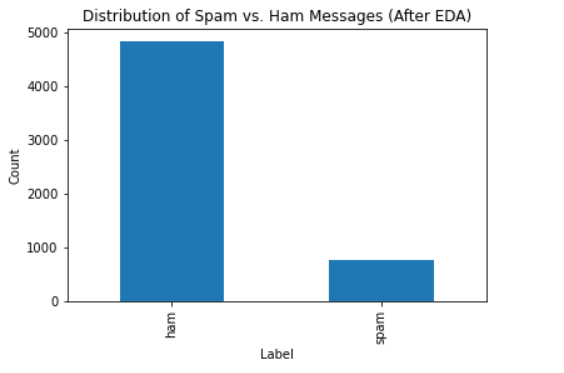 Distribution of Spam vs. Ham Messages (After EDA)
5000
4000
3000
2000
1000
0
Count
ham
spam
Label